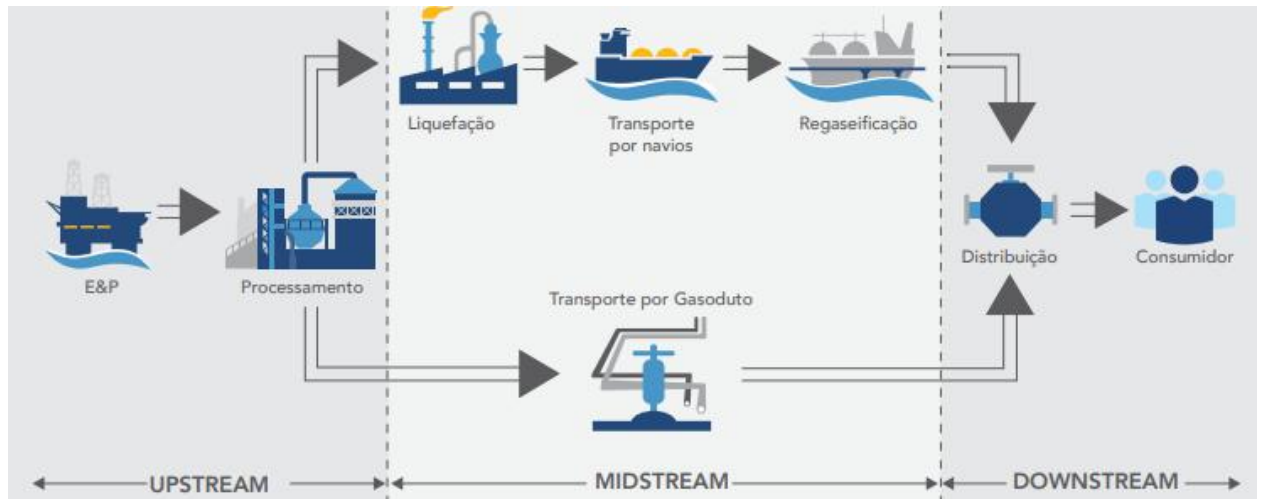 Liquefação
Transporte
por navios
Regaseificação
E&P
Processamento
Transporte por Gasoduto
Distribuição
Consumidor
UPSTREAM
MIDSTREAM
DOWNSTREAM